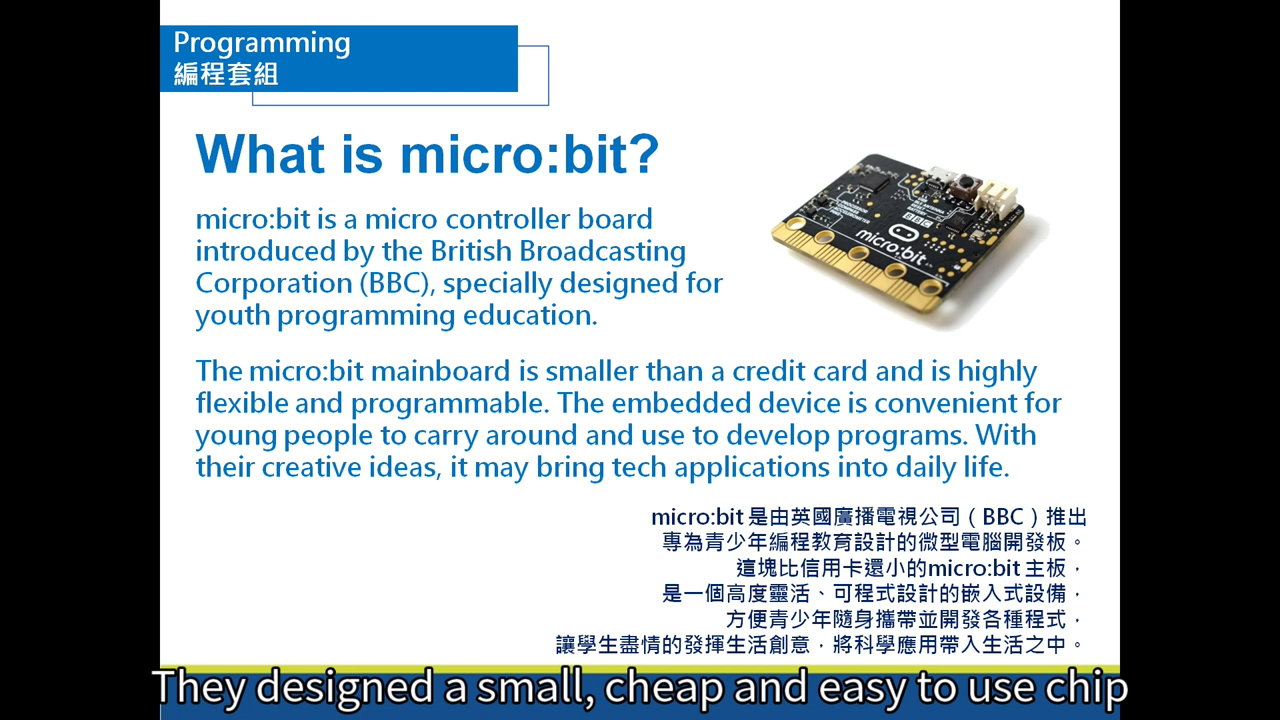 Programming
編程套組
What is micro:bit?
micro:bit is a micro controller board
introduced by the British Broadcasting
Corporation (BBC), specially designed for
youth programming education.
BBC
micro:bit
The micro:bit mainboard is smaller than a credit card and is highly
flexible and programmable. The embedded device is convenient for
young people to carry around and use to develop programs. With
their creative ideas, it may bring tech applications into daily life.
micro:bit 是由英國廣播電視公司（BBC）推出
專為青少年編程教育設計的微型電腦開發板。
這塊比信用卡還小的micro:bit 主板，
是一個高度靈活、可程式設計的嵌入式設備，
方便青少年隨身攜帶並開發各種程式，
讓學生盡情的發揮生活創意，將科學應用帶入生活之中。
They designed a small, cheap and easy to use chip